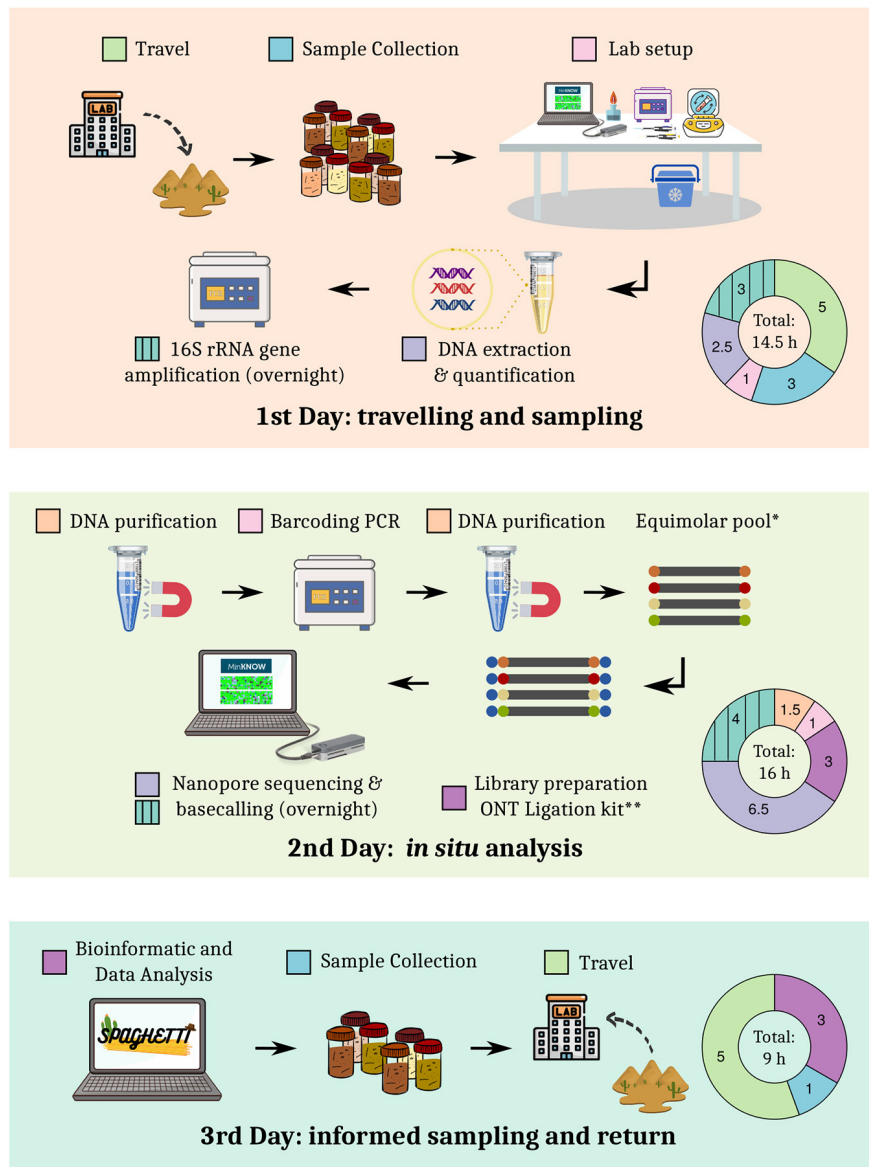 Travel
Sample Collection
Lab setup
LAB
MinKNOW
16S rRNA gene
amplification (overnight)
DNA extraction
& quantification
5
3
1
2.5
3
Total:
14.5 h
1st Day: travelling and sampling
DNA purification
Barcoding PCR
DNA purification
Equimolar pool*
MinKNOW
Nanopore sequencing &
basecalling (overnight)
Library preparation
ONT Ligation kit**
1.5
1
3
6.5
4
Total:
16 h
2nd Day: in situ analysis
Bioinformatic and
Data Analysis
Sample Collection
Travel
SPAGHETTI
LAB
3
1
5
Total:
9 h
3rd Day: informed sampling and return